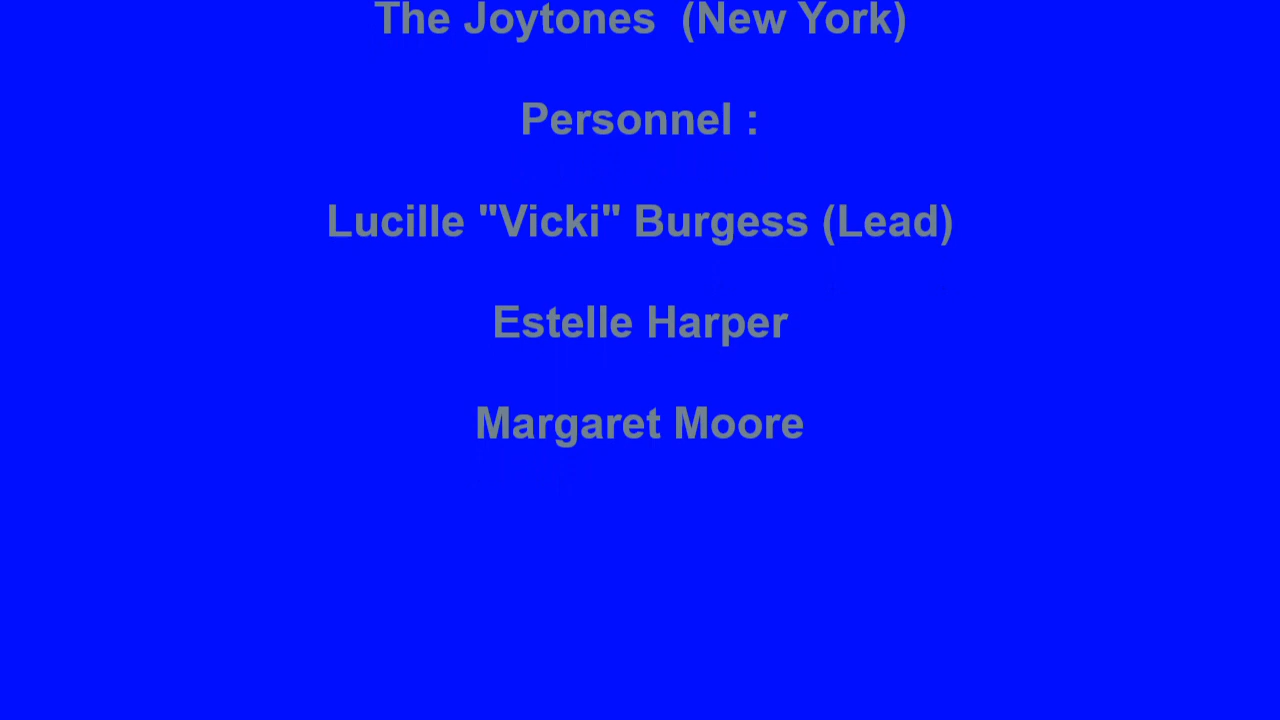 The Joytones  (New York)
Personnel :
Lucille "Vicki" Burgess (Lead)
Estelle Harper
Margaret Moore